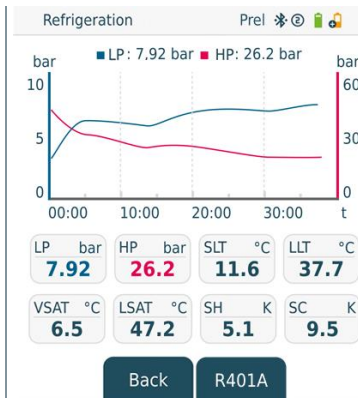 Refrigeration Prel 2
bar LP: 7.92 bar HP: 26.2 bar bar
10 60
5 30
0 0
00:00 10:00 20:00 30:00 t
LP bar HP bar SLT °C LLT °C
7.92 26.2 11.6 37.7
VSAT °C LSAT °C SH K SC K
6.5 47.2 5.1 9.5
Back R401A